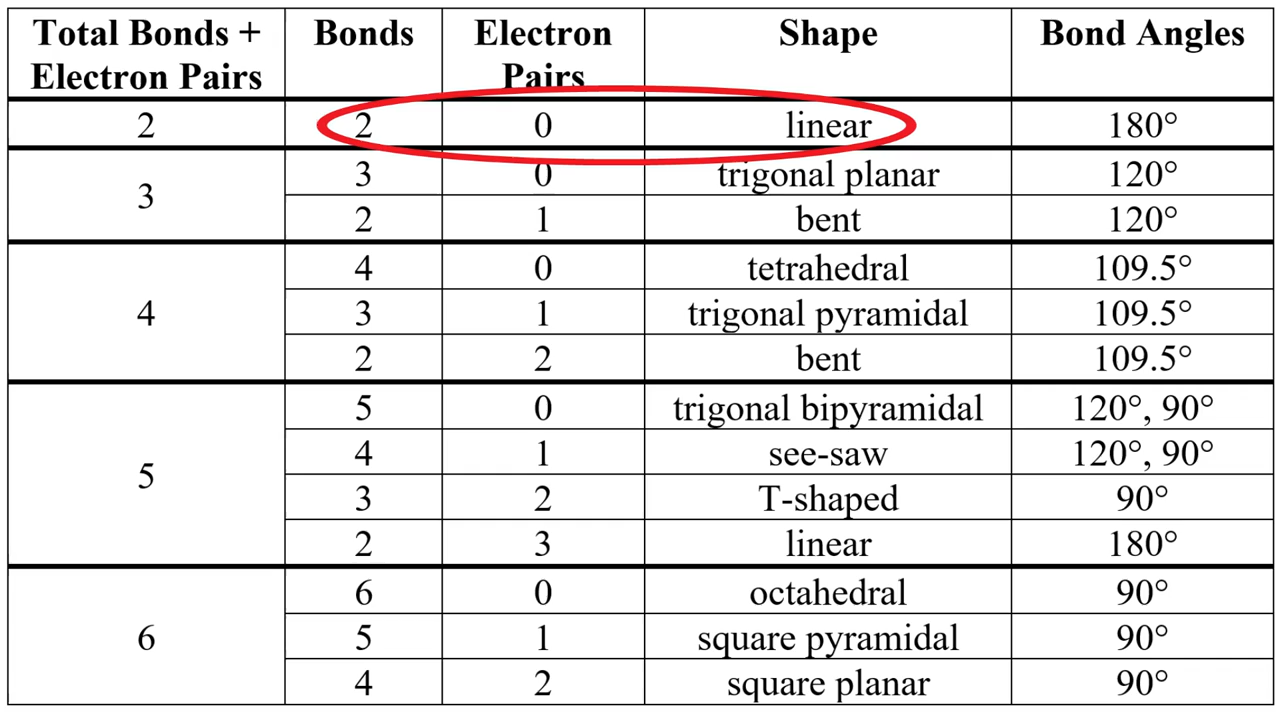 Total Bonds + Electron Pairs | Bonds | Electron Pairs | Shape | Bond Angles
2 | 2 | 0 | linear | 180°
3 | 3 | 0 | trigonal planar | 120°
2 | 1 | bent | 120°
4 | 4 | 0 | tetrahedral | 109.5°
3 | 1 | trigonal pyramidal | 109.5°
2 | 2 | bent | 109.5°
5 | 5 | 0 | trigonal bipyramidal | 120°, 90°
4 | 1 | see-saw | 120°, 90°
3 | 2 | T-shaped | 90°
2 | 3 | linear | 180°
6 | 6 | 0 | octahedral | 90°
5 | 1 | square pyramidal | 90°
4 | 2 | square planar | 90°